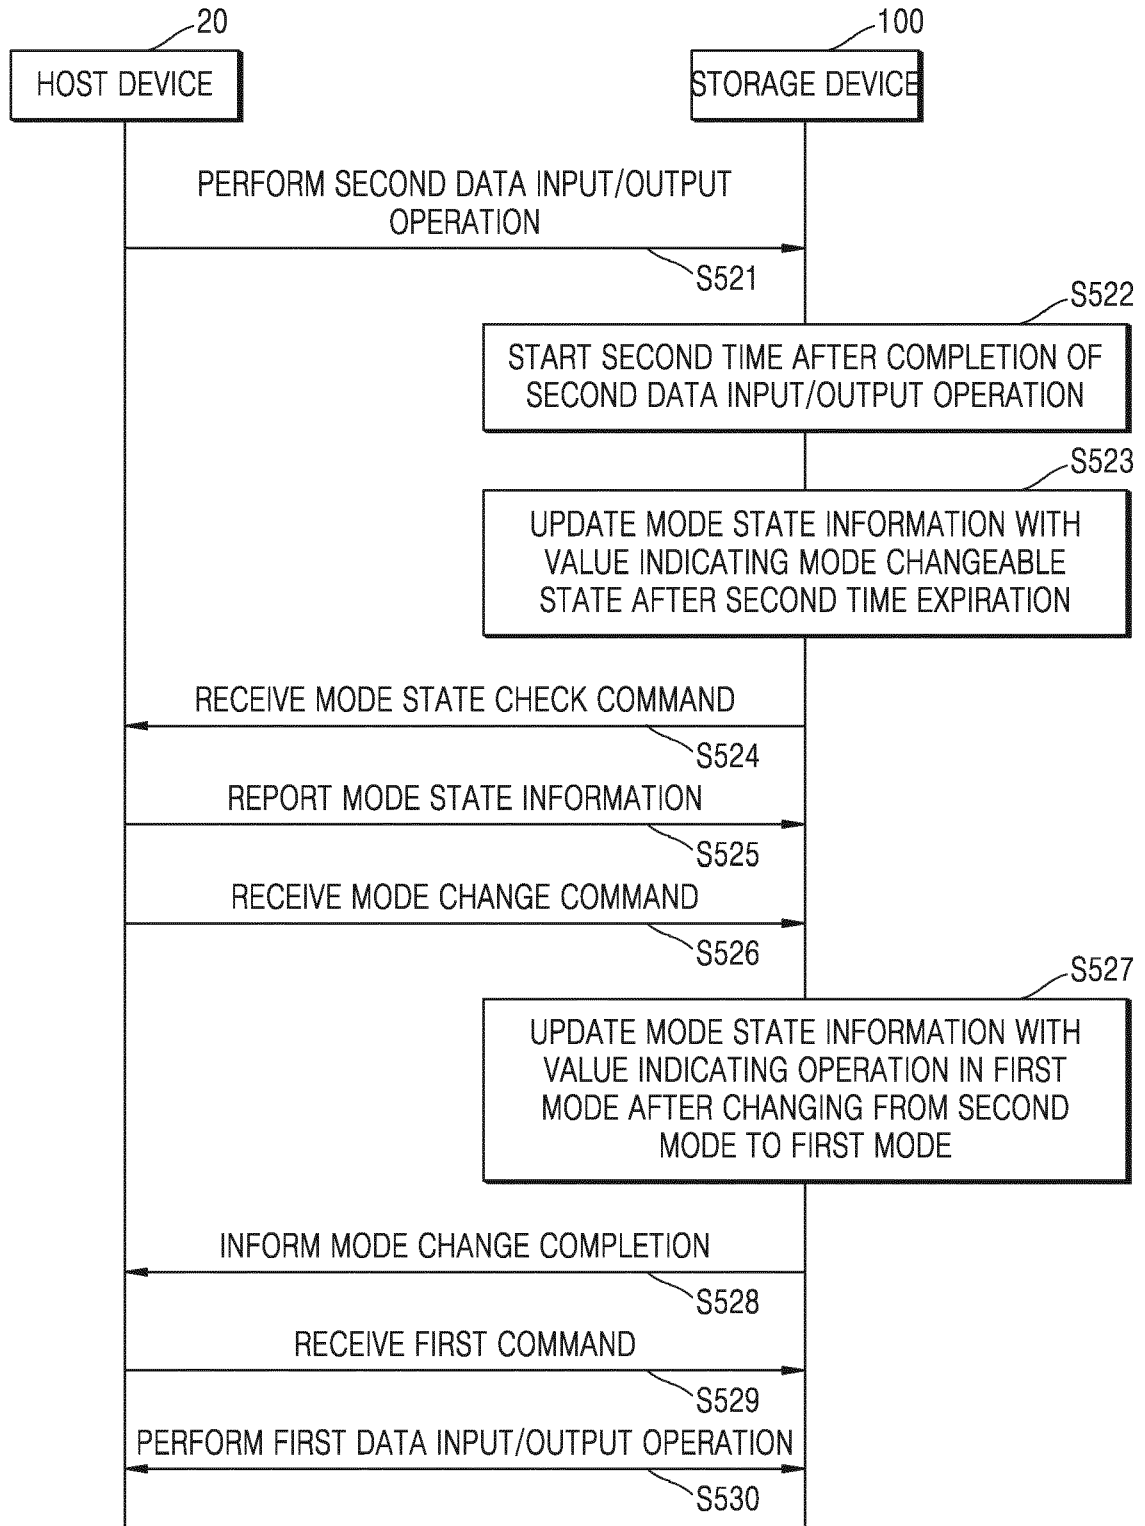 20
100
HOST DEVICE
STORAGE DEVICE
PERFORM SECOND DATA INPUT/OUTPUT
OPERATION
S521
S522
START SECOND TIME AFTER COMPLETION OF
SECOND DATA INPUT/OUTPUT OPERATION
S523
UPDATE MODE STATE INFORMATION WITH
VALUE INDICATING MODE CHANGEABLE
STATE AFTER SECOND TIME EXPIRATION
RECEIVE MODE STATE CHECK COMMAND
S524
REPORT MODE STATE INFORMATION
S525
RECEIVE MODE CHANGE COMMAND
S526
S527
UPDATE MODE STATE INFORMATION WITH
VALUE INDICATING OPERATION IN FIRST
MODE AFTER CHANGING FROM SECOND
MODE TO FIRST MODE
INFORM MODE CHANGE COMPLETION
S528
RECEIVE FIRST COMMAND
S529
PERFORM FIRST DATA INPUT/OUTPUT OPERATION
S530